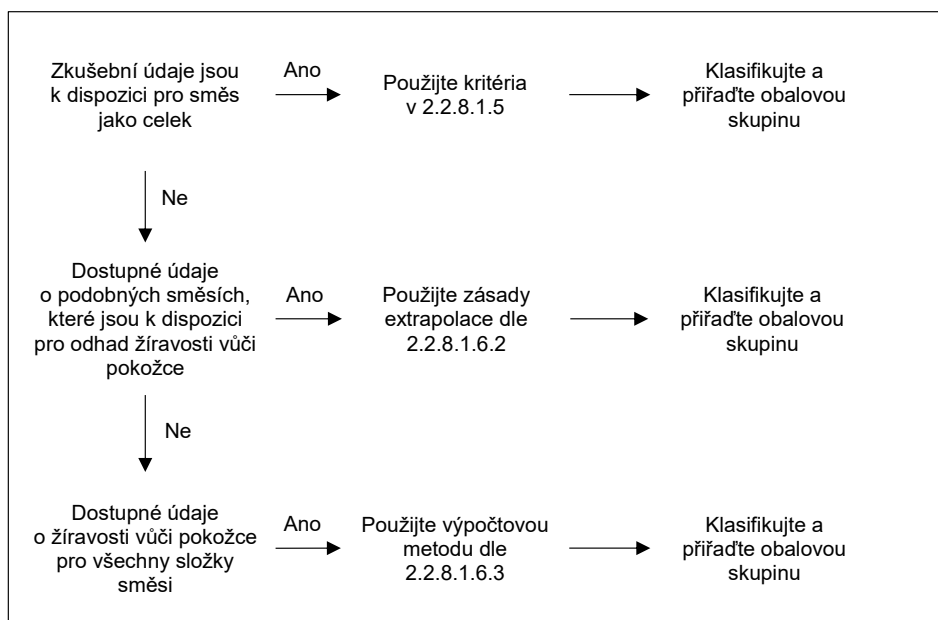 Zkušební údaje jsou
k dispozici pro směs
jako celek
Ano
Použijte kritéria
v 2.2.8.1.5
Klasifikujte a
přiřaďte obalovou
skupinu
Ne
Dostupné údaje
o podobných směsích,
které jsou k dispozici
pro odhad žíravosti vůči
pokožce
Ano
Použijte zásady
extrapolace dle
2.2.8.1.6.2
Klasifikujte a
přiřaďte obalovou
skupinu
Ne
Dostupné údaje
o žíravosti vůči pokožce
pro všechny složky
směsi
Ano
Použijte výpočtovou
metodu dle
2.2.8.1.6.3
Klasifikujte a
přiřaďte obalovou
skupinu